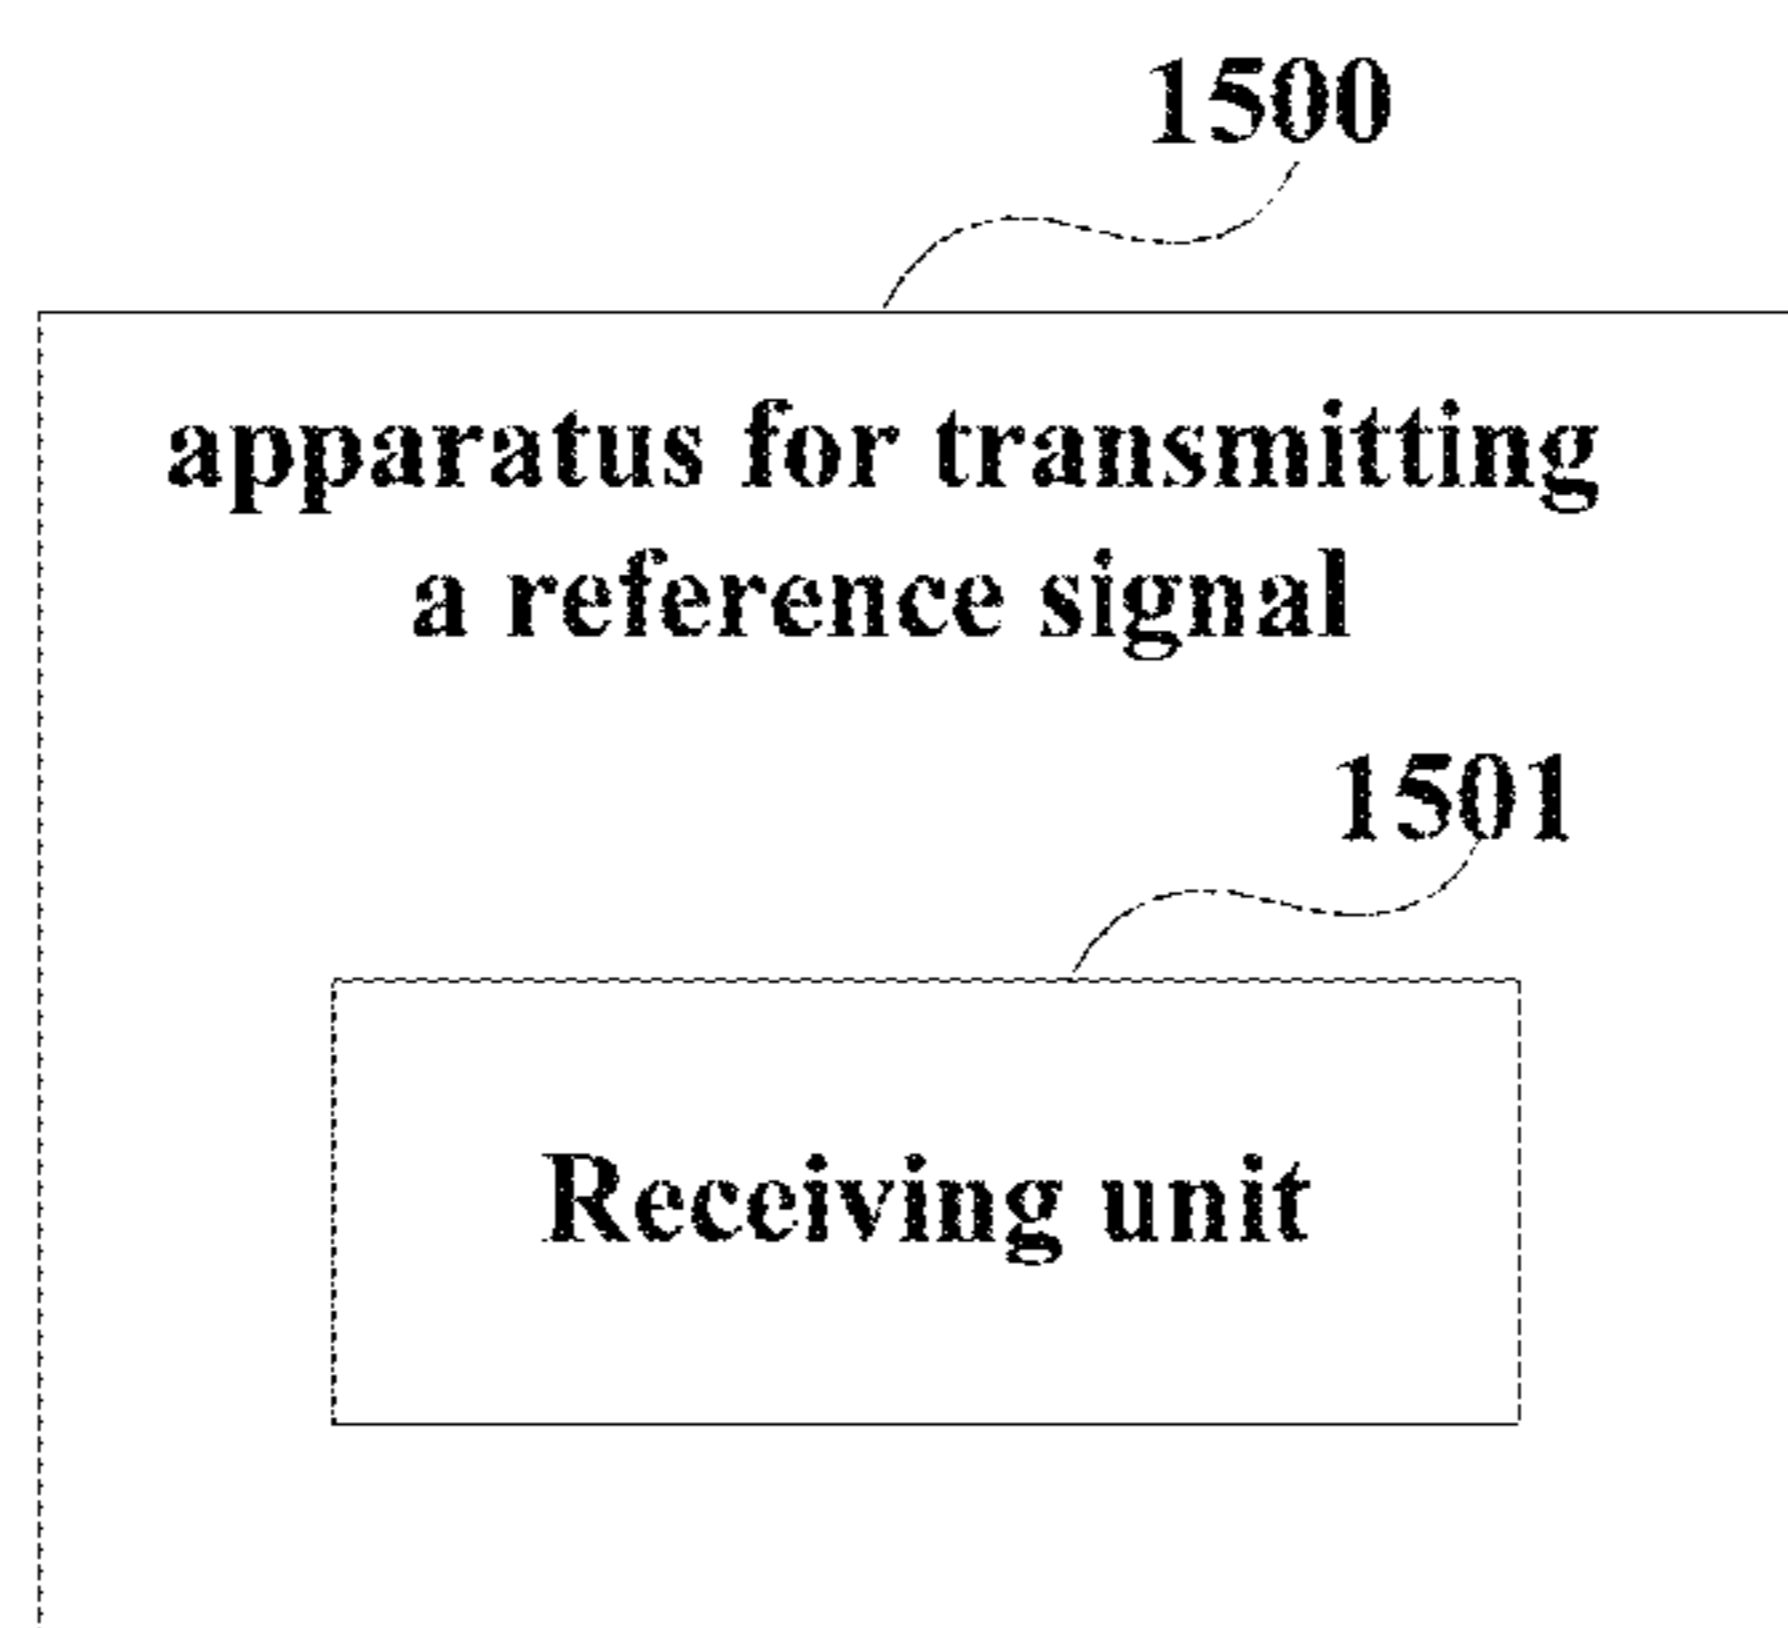 1500
apparatus for transmitting
a reference signal
1501
Receiving unit